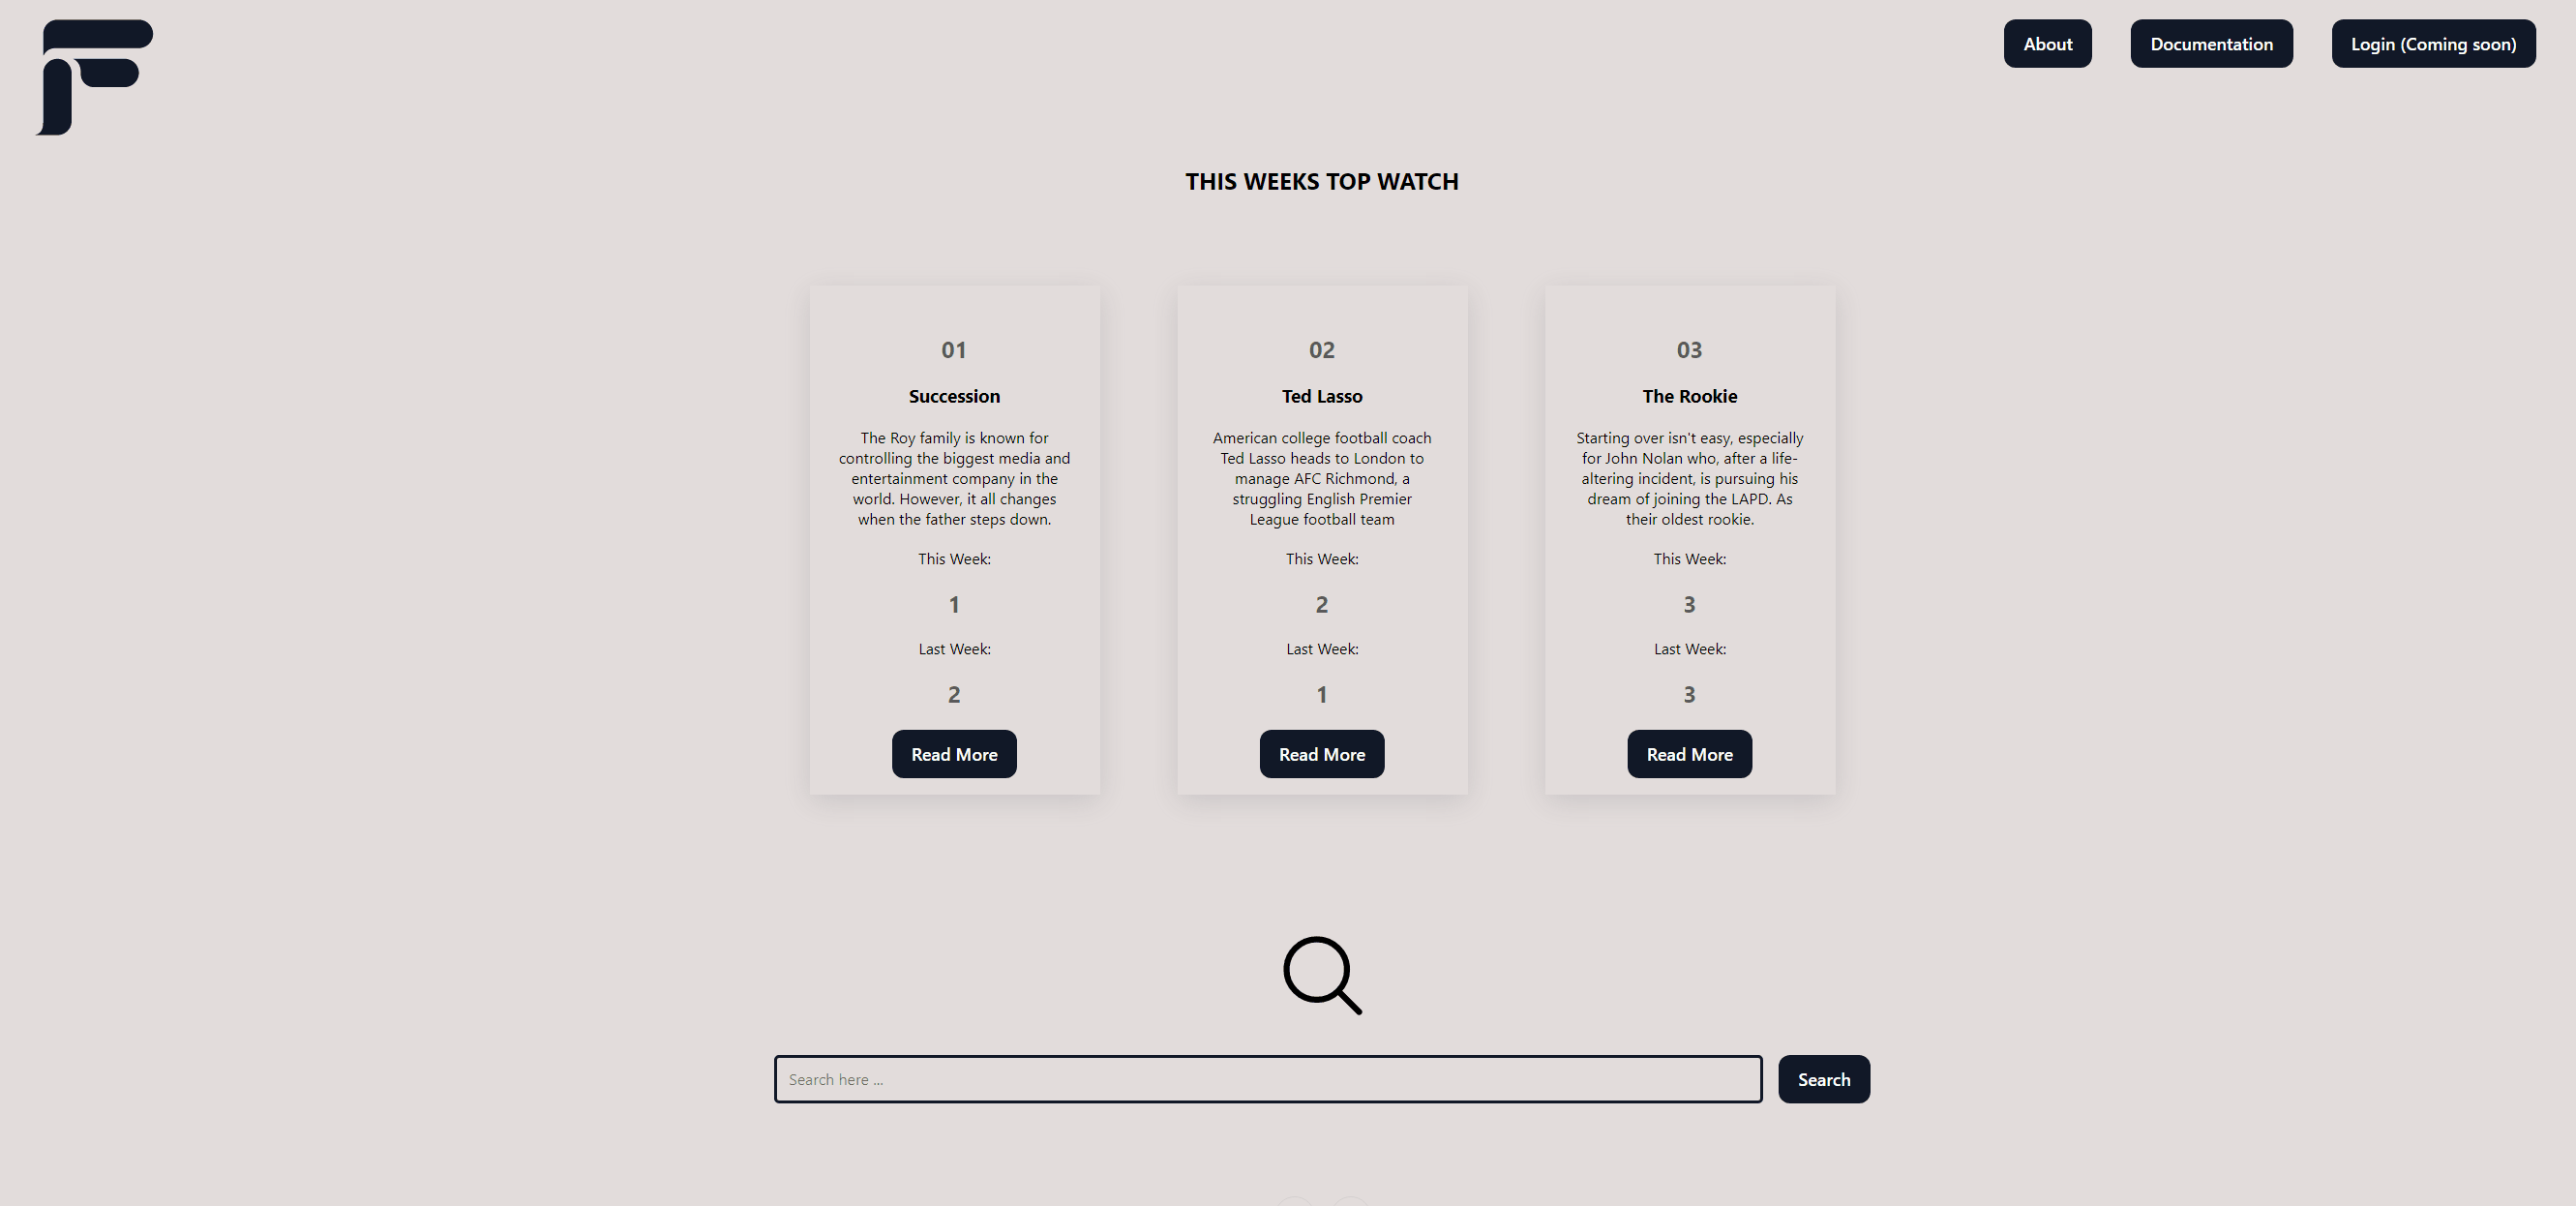 About
Documentation
Login (Coming soon)
THIS WEEKS TOP WATCH
01
Succession
The Roy family is known for
controlling the biggest media and
entertainment company in the
world. However, it all changes
when the father steps down.
This Week:
1
Last Week:
2
Read More
02
Ted Lasso
American college football coach
Ted Lasso heads to London to
manage AFC Richmond, a
struggling English Premier
League football team
This Week:
2
Last Week:
1
Read More
03
The Rookie
Starting over isn't easy, especially
for John Nolan who, after a life-
altering incident, is pursuing his
dream of joining the LAPD. As
their oldest rookie.
This Week:
3
Last Week:
3
Read More
Search here ...
Search